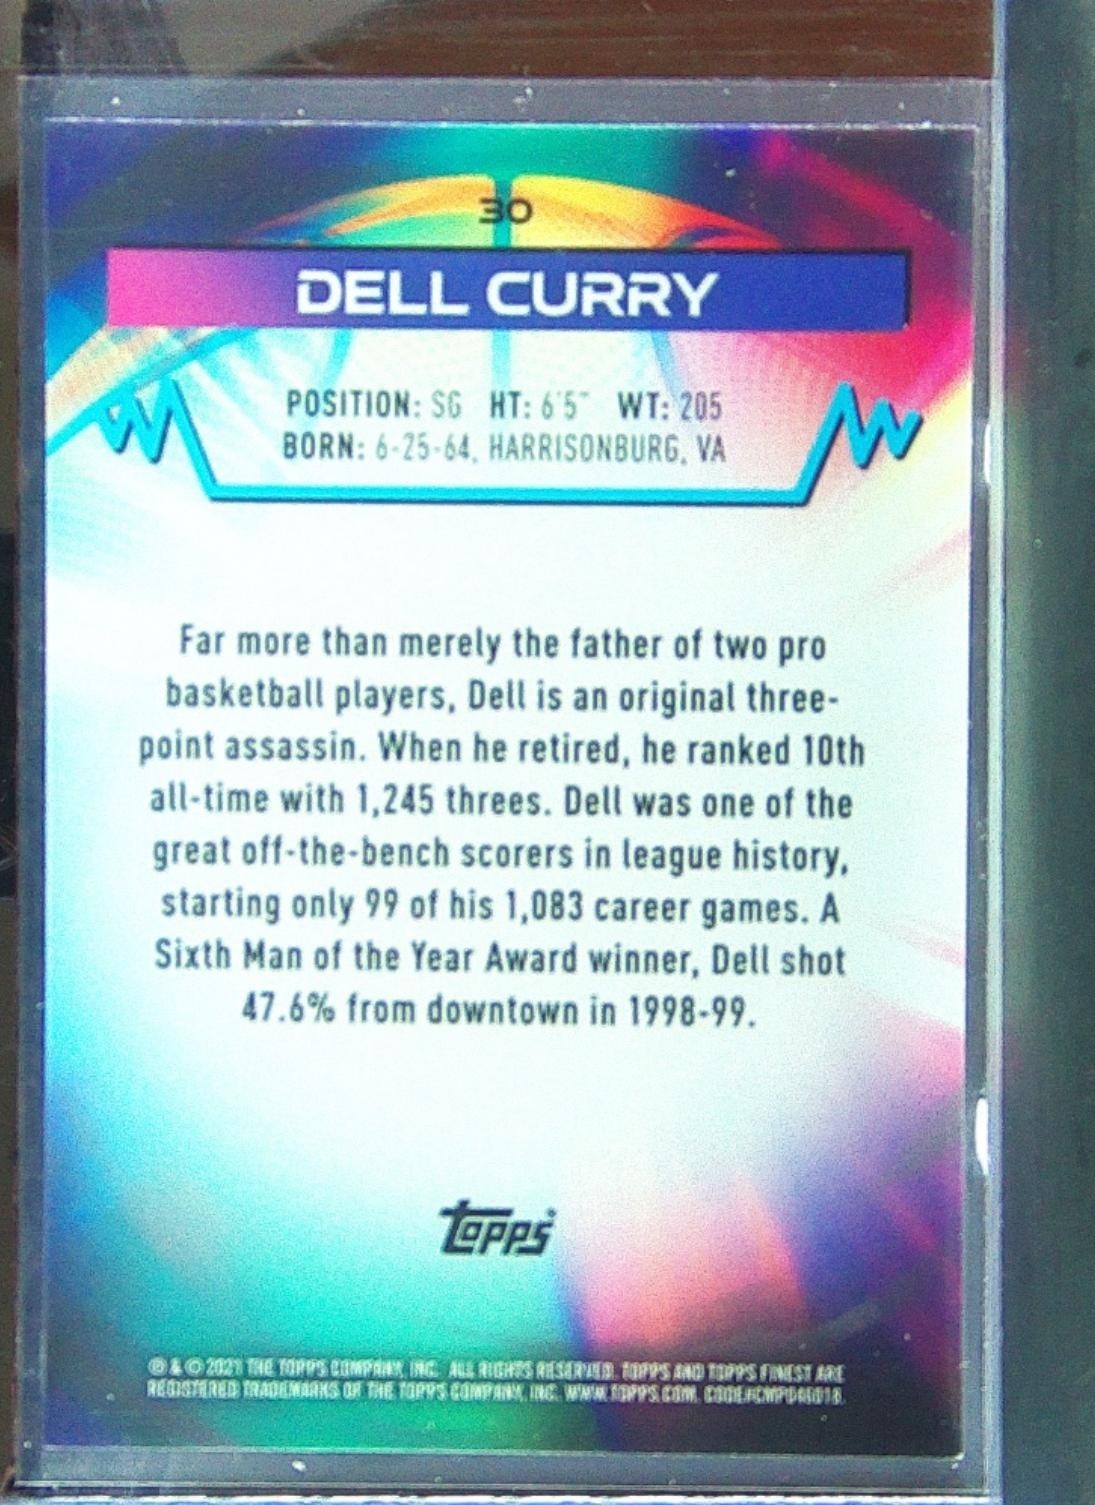 30
DELL CURRY
POSITION: SG HT: 6'5" WT: 205
BORN: 6-25-64, HARRISONBURG, VA
Far more than merely the father of two pro
basketball players, Dell is an original three-
point assassin. When he retired, he ranked 10th
all-time with 1,245 threes. Dell was one of the
great off-the-bench scorers in league history,
starting only 99 of his 1,083 career games. A
Sixth Man of the Year Award winner, Dell shot
47.6% from downtown in 1998-99.
topps®
® & © 2021 THE TOPPS COMPANY, INC. ALL RIGHTS RESERVED. TOPPS AND TOPPS FINEST ARE
REGISTERED TRADEMARKS OF THE TOPPS COMPANY, INC. WWW.TOPPS.COM.